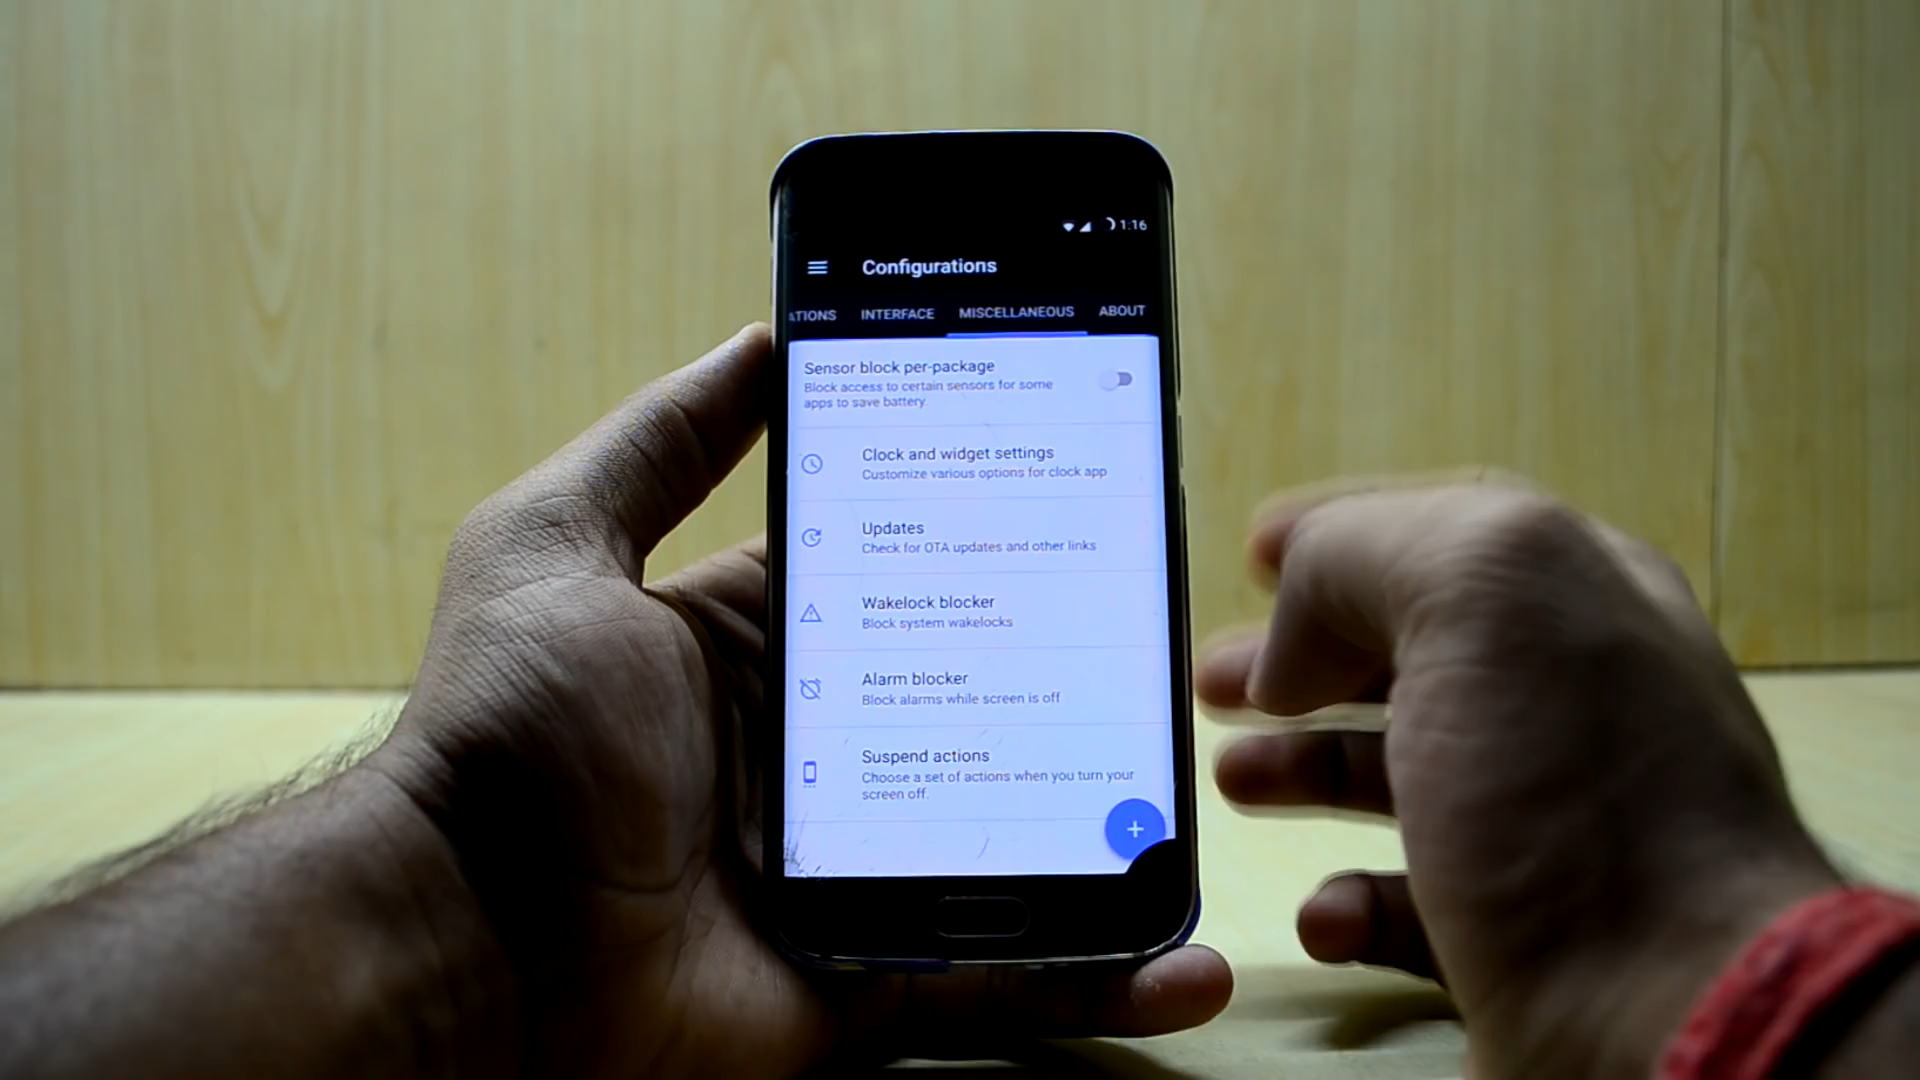 1:16
Configurations
ATIONS INTERFACE MISCELLANEOUS ABOUT
Sensor block per-package
Block access to certain sensors for some
apps to save battery.
Clock and widget settings
Customize various options for clock app
Updates
Check for OTA updates and other links
Wakelock blocker
Block system wakelocks
Alarm blocker
Block alarms while screen is off
Suspend actions
Choose a set of actions when you turn your
screen off.